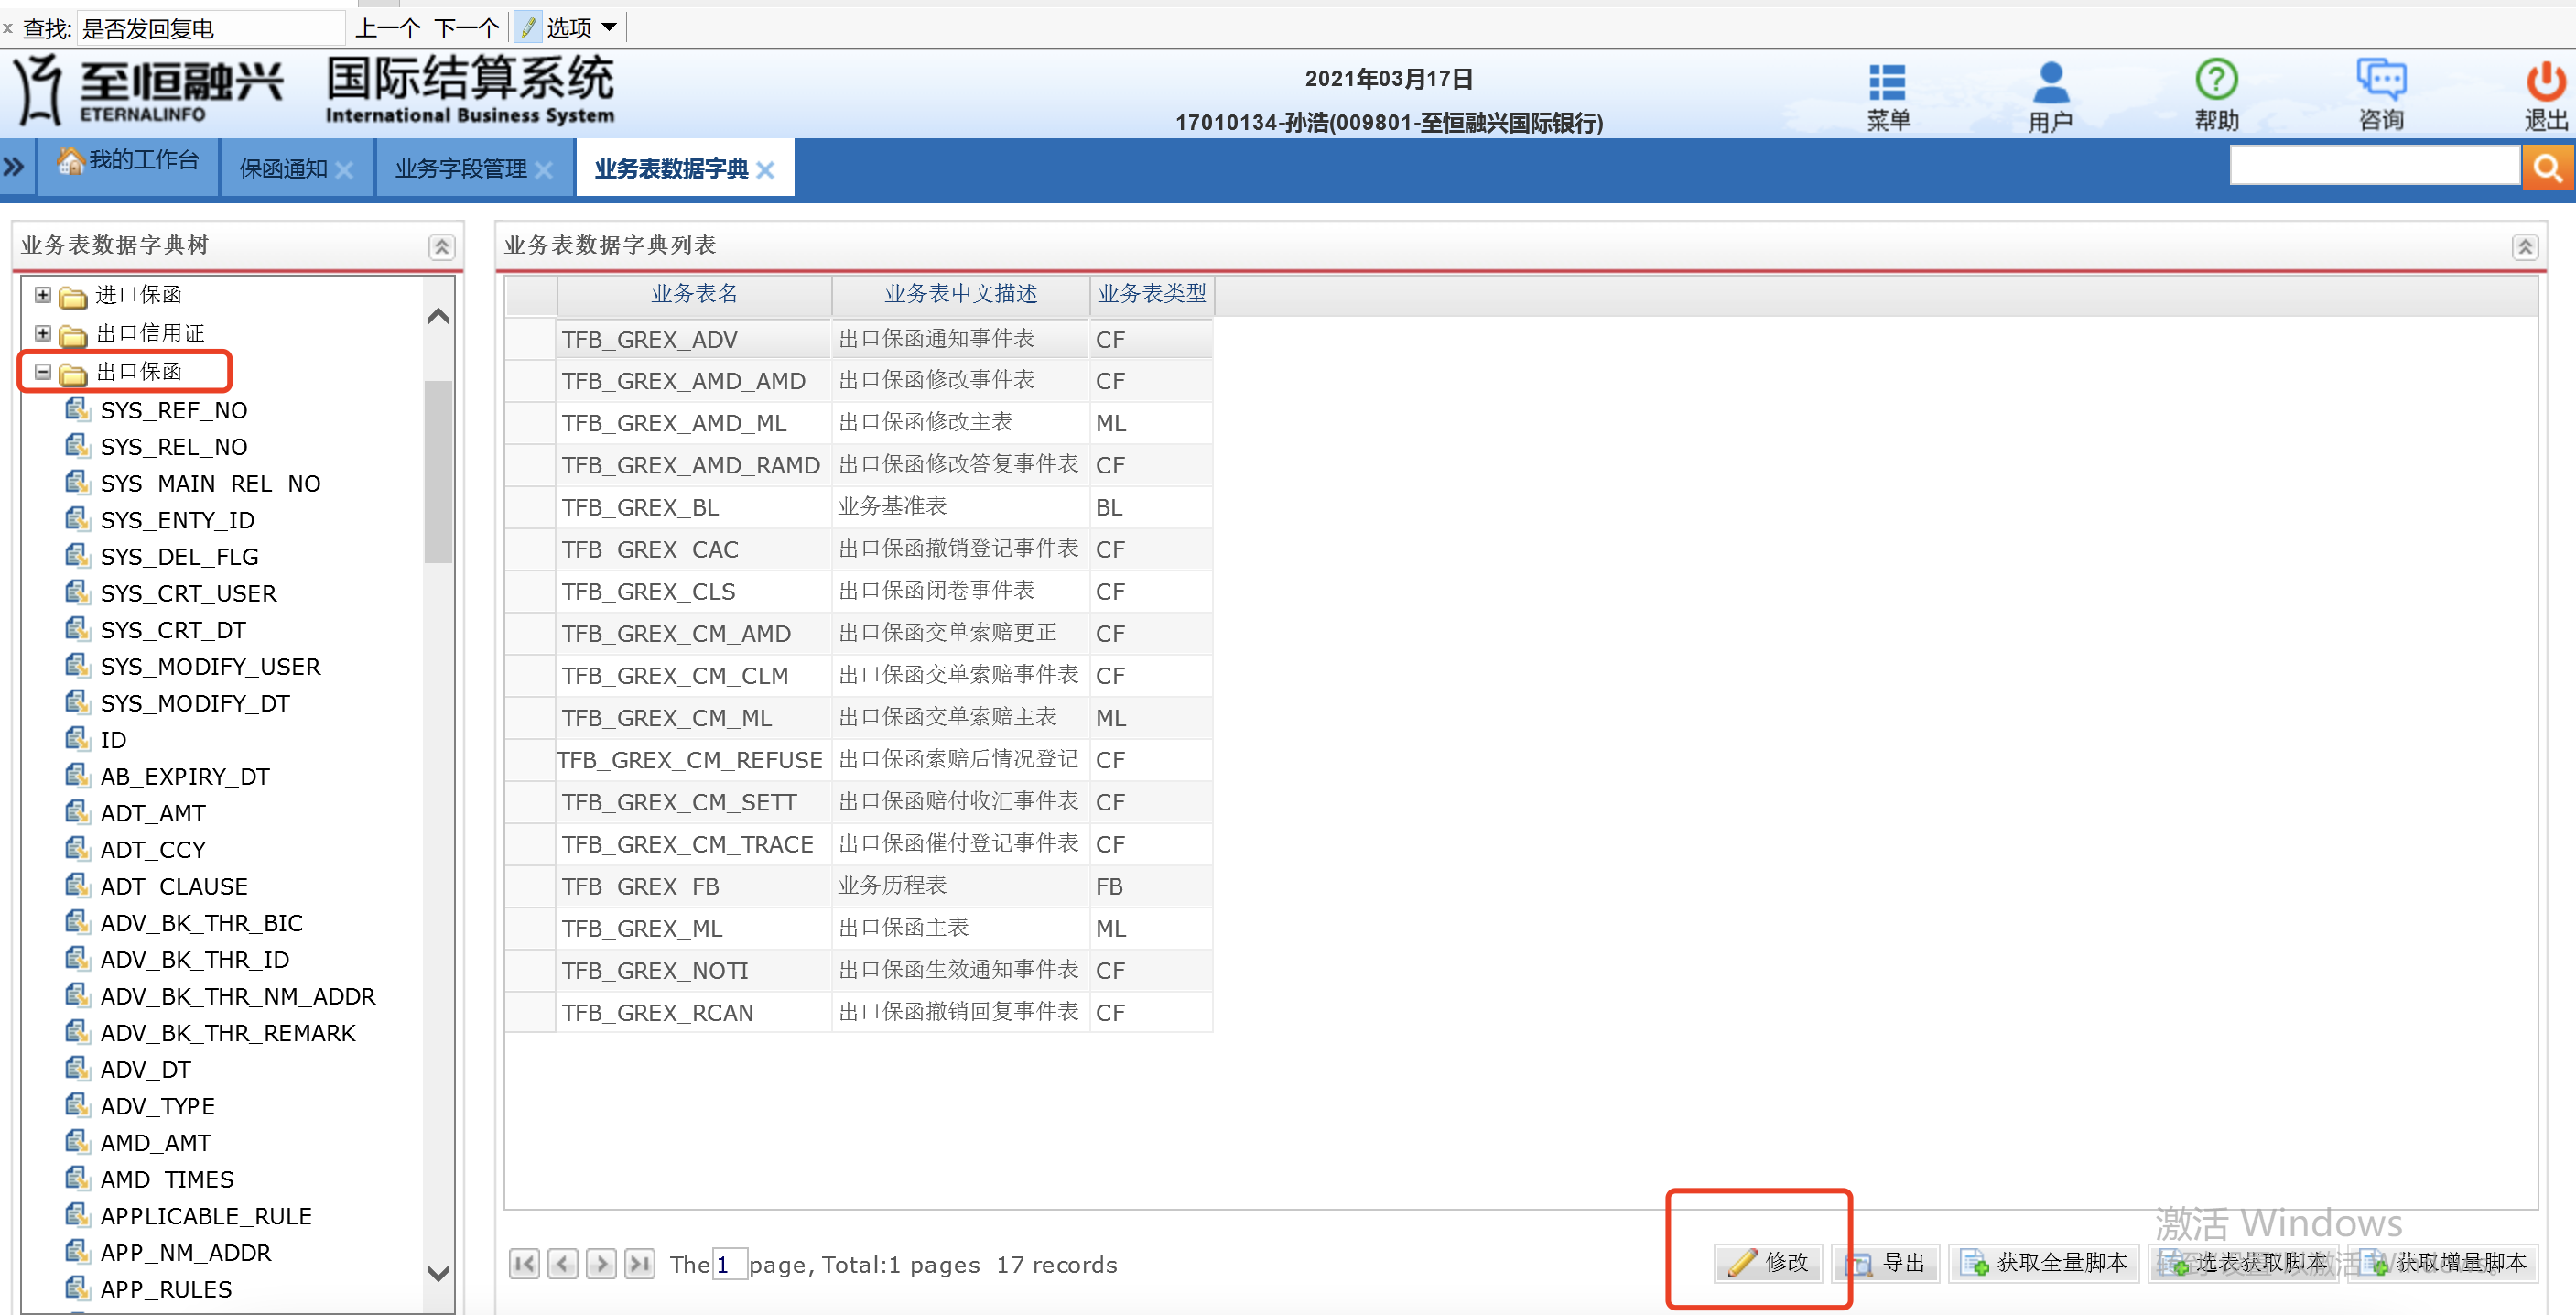 x 查找: 是否发回复电 上一个 下一个 选项
至恒融兴 国际结算系统
ETERNALINFO International Business System
2021年03月17日
17010134-孙浩(009801-至恒融兴国际银行)
菜单 用户 帮助 咨询 退出
我的工作台 保函通知 业务字段管理 业务表数据字典
业务表数据字典树
进口保函
出口信用证
出口保函
SYS_REF_NO
SYS_REL_NO
SYS_MAIN_REL_NO
SYS_ENTY_ID
SYS_DEL_FLG
SYS_CRT_USER
SYS_CRT_DT
SYS_MODIFY_USER
SYS_MODIFY_DT
ID
AB_EXPIRY_DT
ADT_AMT
ADT_CCY
ADT_CLAUSE
ADV_BK_THR_BIC
ADV_BK_THR_ID
ADV_BK_THR_NM_ADDR
ADV_BK_THR_REMARK
ADV_DT
ADV_TYPE
AMD_AMT
AMD_TIMES
APPLICABLE_RULE
APP_NM_ADDR
APP_RULES
业务表数据字典列表
业务表名 业务表中文描述 业务表类型
TFB_GREX_ADV 出口保函通知事件表 CF
TFB_GREX_AMD_AMD 出口保函修改事件表 CF
TFB_GREX_AMD_ML 出口保函修改主表 ML
TFB_GREX_AMD_RAMD 出口保函修改答复事件表 CF
TFB_GREX_BL 业务基准表 BL
TFB_GREX_CAC 出口保函撤销登记事件表 CF
TFB_GREX_CLS 出口保函闭卷事件表 CF
TFB_GREX_CM_AMD 出口保函交单索赔更正 CF
TFB_GREX_CM_CLM 出口保函交单索赔事件表 CF
TFB_GREX_CM_ML 出口保函交单索赔主表 ML
TFB_GREX_CM_REFUSE 出口保函索赔后情况登记 CF
TFB_GREX_CM_SETT 出口保函赔付收汇事件表 CF
TFB_GREX_CM_TRACE 出口保函催付登记事件表 CF
TFB_GREX_FB 业务历程表 FB
TFB_GREX_ML 出口保函主表 ML
TFB_GREX_NOTI 出口保函生效通知事件表 CF
TFB_GREX_RCAN 出口保函撤销回复事件表 CF
The 1 page, Total:1 pages 17 records
修改 导出 获取全量脚本 选表获取脚本 获取增量脚本
激活 Windows